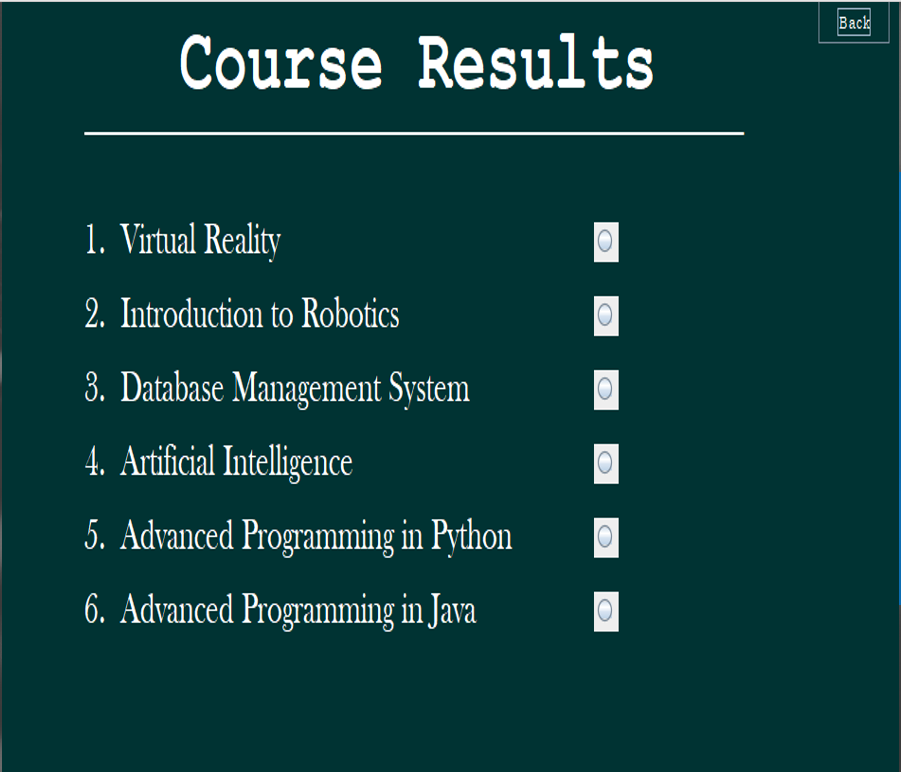 Back
Course Results
1. Virtual Reality
2. Introduction to Robotics
3. Database Management System
4. Artificial Intelligence
5. Advanced Programming in Python
6. Advanced Programming in Java